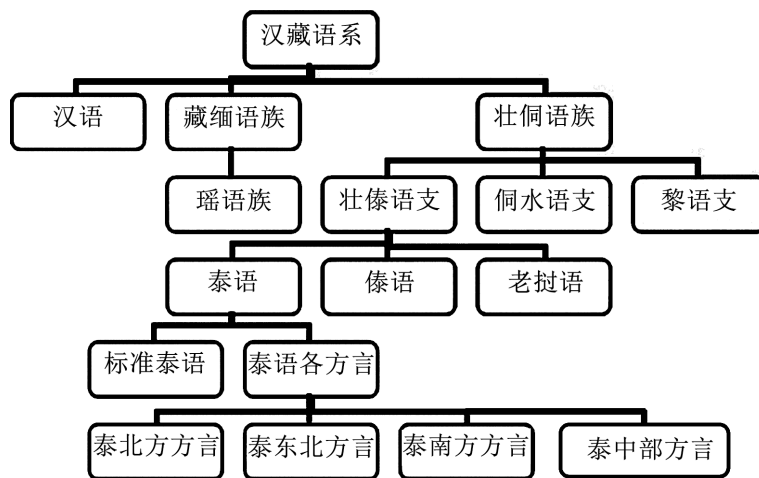 汉藏语系
汉语
藏缅语族
壮侗语族
瑶语族
壮傣语支
侗水语支
黎语支
泰语
傣语
老挝语
标准泰语
泰语各方言
泰北方方言
泰东北方言
泰南方方言
泰中部方言